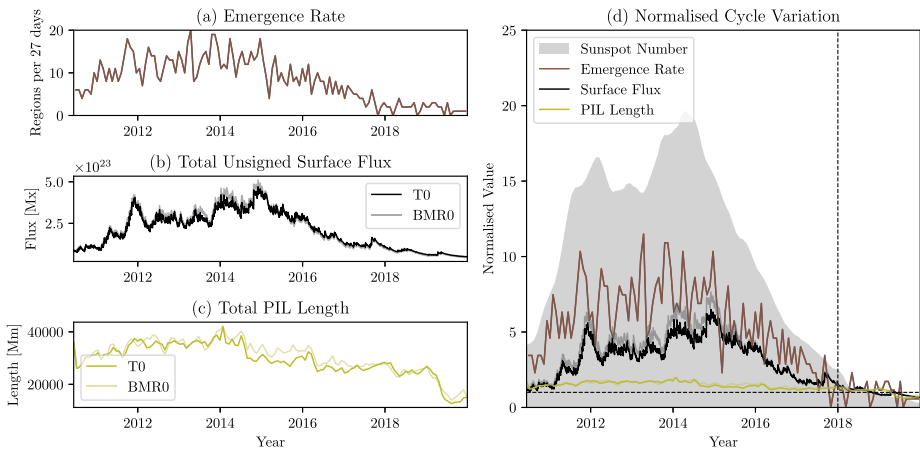 (a) Emergence Rate
Regions per 27 days
20
10
0
2012 2014 2016 2018
(b) Total Unsigned Surface Flux
×10²³
Flux [Mx]
5.0
2.5
T0
BMR0
2012 2014 2016 2018
(c) Total PIL Length
Length [Mm]
40000
20000
T0
BMR0
2012 2014 2016 2018
Year
(d) Normalised Cycle Variation
Normalised Value
25
20
15
10
5
0
Sunspot Number
Emergence Rate
Surface Flux
PIL Length
2012 2014 2016 2018
Year